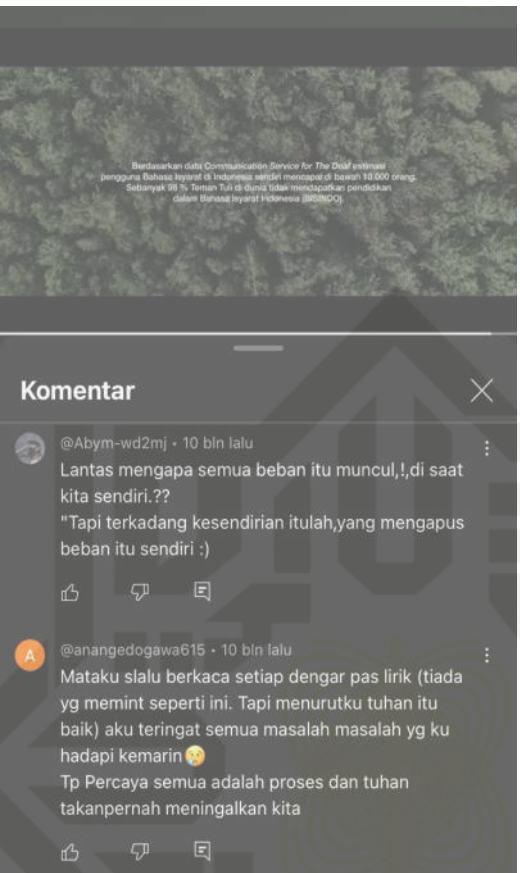 Berdasarkan data Communication Service for The Deaf estimasi
pengguna Bahasa Isyarat di Indonesia sendiri mencapai di bawah 10.000 orang.
Sebanyak 98 % Teman Tuli di dunia tidak mendapatkan pendidikan
dalam Bahasa Isyarat Indonesia (BISINDO).
Komentar
@Abym-wd2mj • 10 bln lalu
Lantas mengapa semua beban itu muncul,!,di saat
kita sendiri.??
"Tapi terkadang kesendirian itulah,yang mengapus
beban itu sendiri :)
A
@anangedogawa615 • 10 bln lalu
Mataku slalu berkaca setiap dengar pas lirik (tiada
yg memint seperti ini. Tapi menurutku tuhan itu
baik) aku teringat semua masalah masalah yg ku
hadapi kemarin😢
Tp Percaya semua adalah proses dan tuhan
takanpernah meningalkan kita